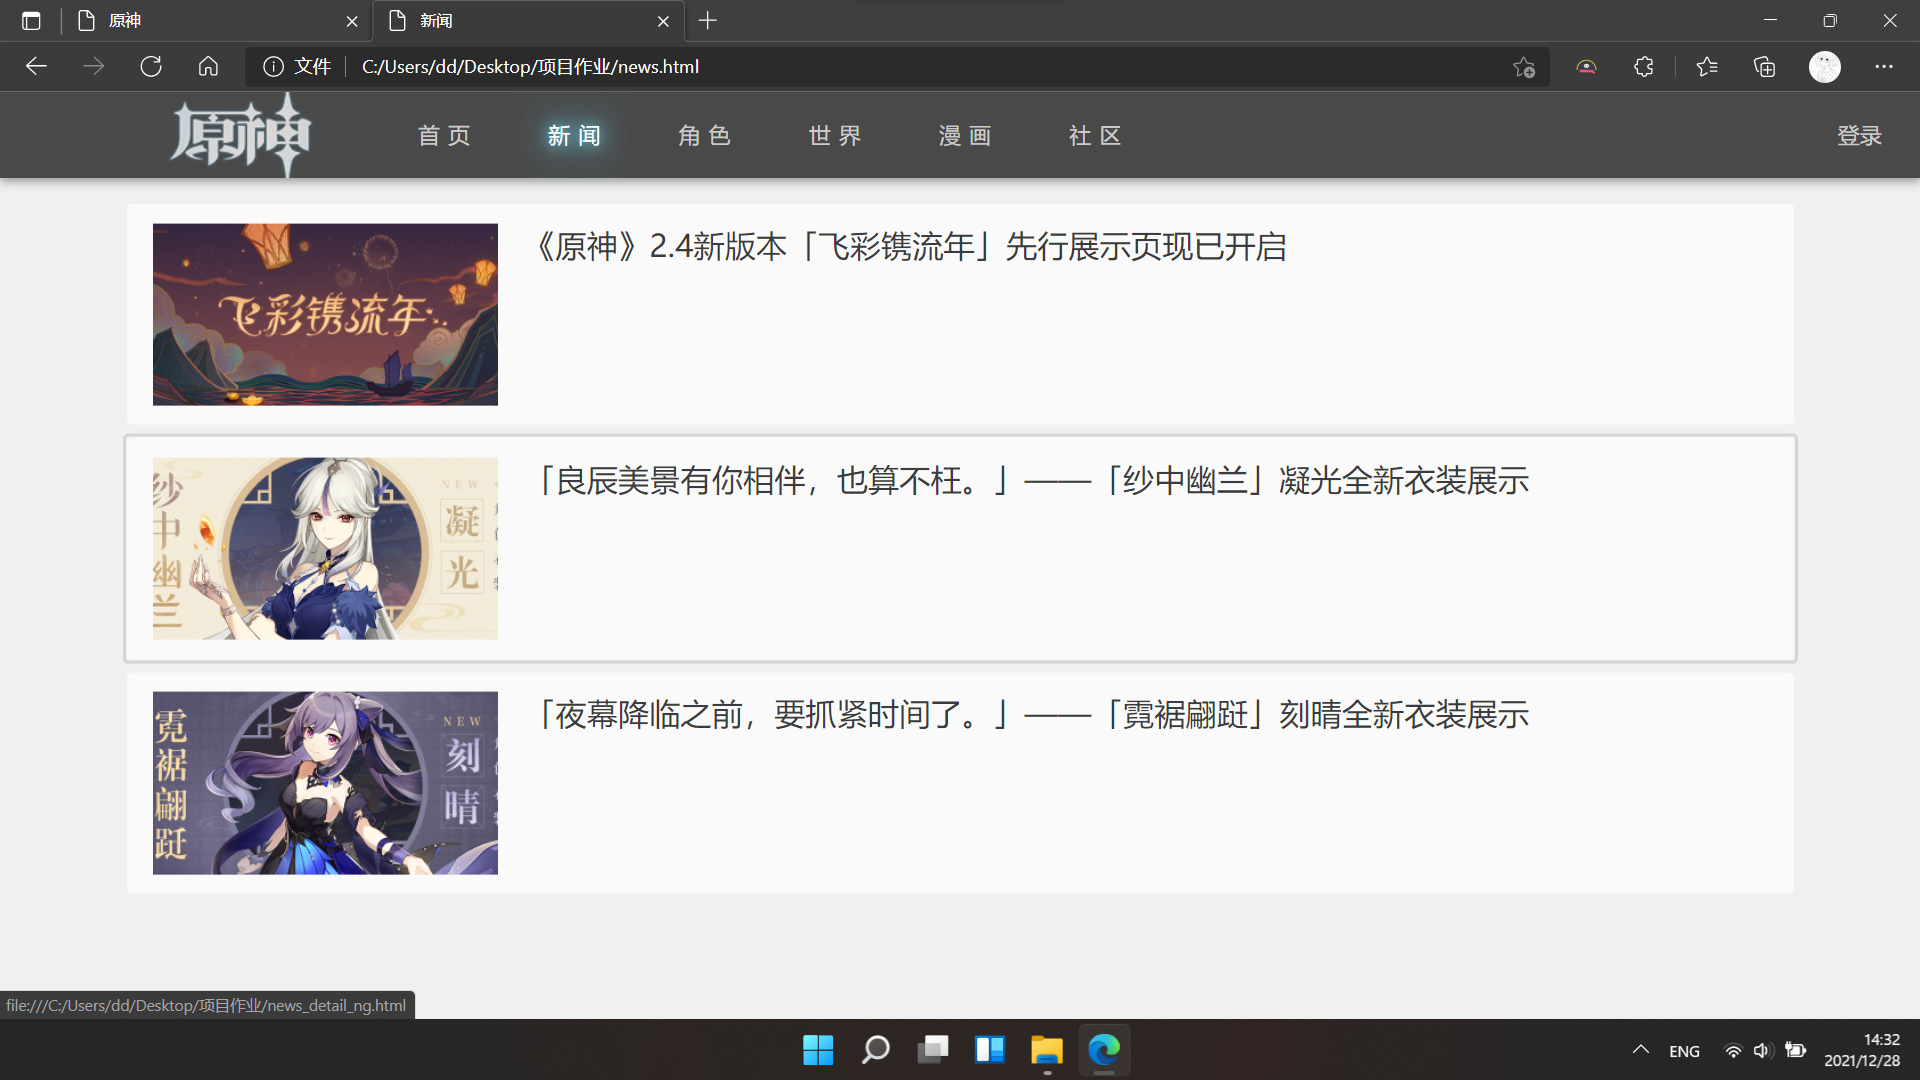 原神
新闻
文件
C:/Users/dd/Desktop/项目作业/news.html
原神
首页
新闻
角色
世界
漫画
社区
登录
飞彩镌流年
《原神》2.4新版本「飞彩镌流年」先行展示页现已开启
纱中幽兰
NEW
凝光
「良辰美景有你相伴，也算不枉。」——「纱中幽兰」凝光全新衣装展示
霓裾翩跹
NEW
刻晴
「夜幕降临之前，要抓紧时间了。」——「霓裾翩跹」刻晴全新衣装展示
file:///C:/Users/dd/Desktop/项目作业/news_detail_ng.html
ENG
14:32
2021/12/28